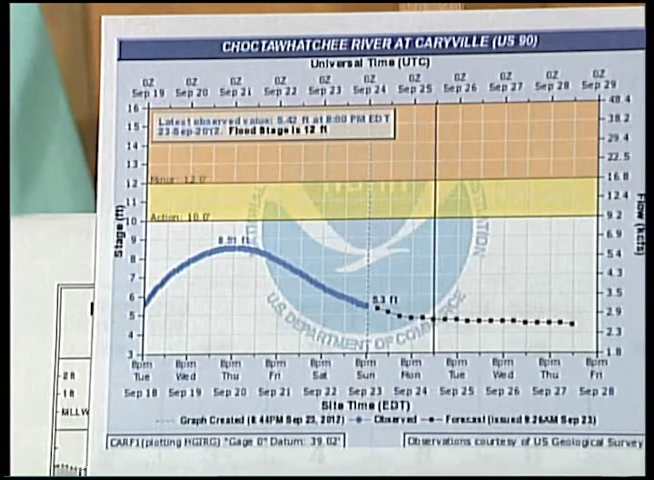 CHOCTAWHATCHEE RIVER AT CARYVILLE (US 90)
Universal Time (UTC)
0Z 0Z 0Z 0Z 0Z 0Z 0Z 0Z 0Z 0Z 0Z
Sep 19 Sep 20 Sep 21 Sep 22 Sep 23 Sep 24 Sep 25 Sep 26 Sep 27 Sep 28 Sep 29
Latest observed value: 5.42 ft at 8:00 PM EDT
23-Sep-2012. Flood Stage is 12 ft
16
15
14
13
12
11
10
9
8
7
6
5
4
3
Stage (ft)
Minor: 12.0'
Action: 10.0'
5.3 ft
48.4
38.2
29.4
22.5
16.8
12.4
9.2
6.9
5.4
4.3
3.5
2.9
2.3
1.8
Flow (kcfs)
U.S. DEPARTMENT OF COMMERCE
8pm 8pm 8pm 8pm 8pm 8pm 8pm 8pm 8pm 8pm 8pm
Tue Wed Thu Fri Sat Sun Mon Tue Wed Thu Fri
Sep 18 Sep 19 Sep 20 Sep 21 Sep 22 Sep 23 Sep 24 Sep 25 Sep 26 Sep 27 Sep 28
Site Time (EDT)
Graph Created (8:44PM Sep 23, 2012) Observed Forecast (issued 9:26AM Sep 23)
"Gage 0" Datum: 39.02'
Observations courtesy of US Geological Survey
2 ft
1 ft
MLLW